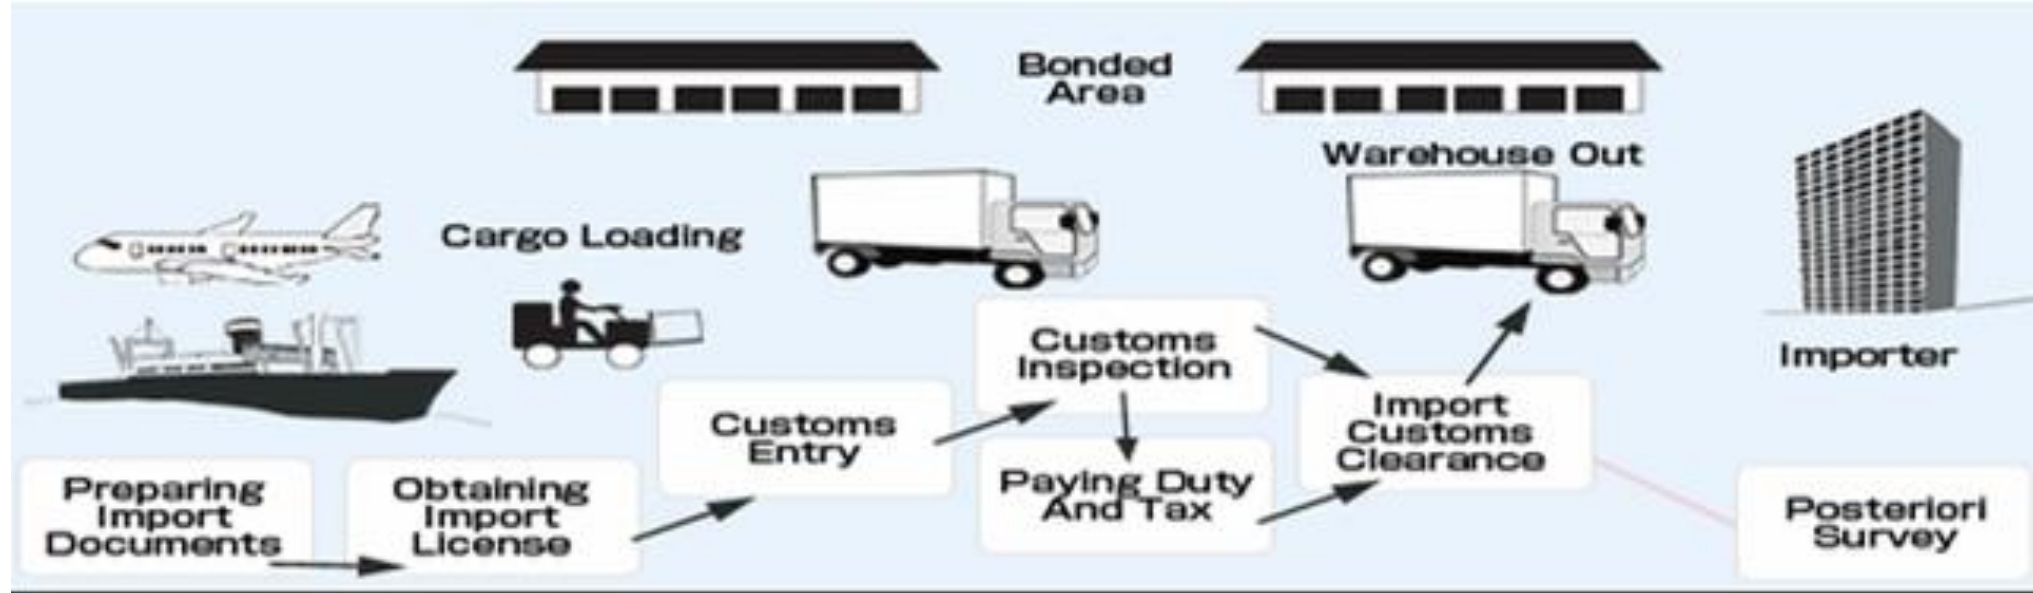 Bonded
Area
Warehouse Out
Cargo Loading
Importer
Customs
Inspection
Import
Customs
Clearance
Customs
Entry
Paying Duty
And Tax
Preparing
Import
Documents
Obtaining
Import
License
Posteriori
Survey